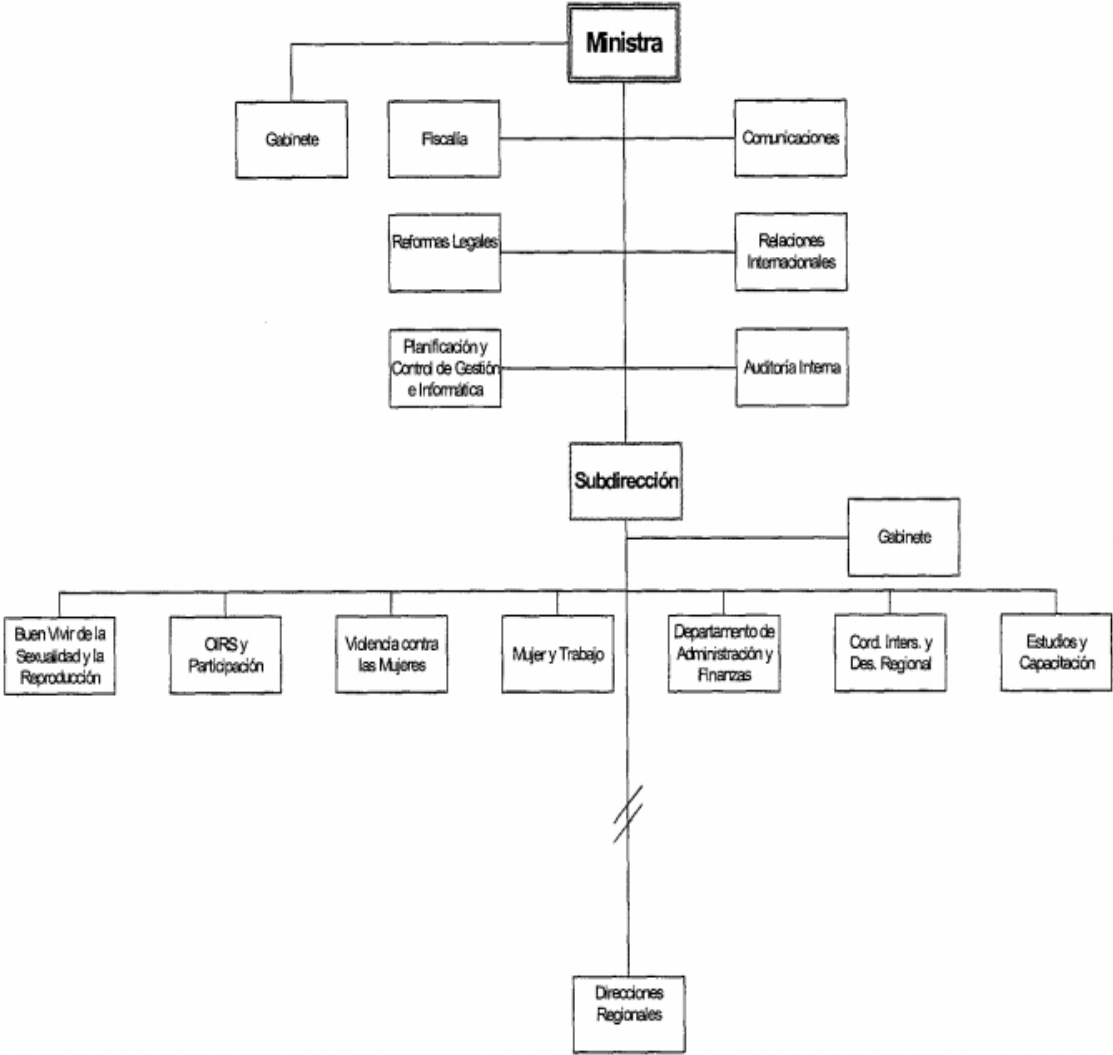 Ministra
Gabinete
Fiscalía
Comunicaciones
Reformas Legales
Relaciones
Internacionales
Planificación y
Control de Gestión
e Informática
Auditoría Interna
Subdirección
Gabinete
Buen Vivir de la
Sexualidad y la
Reproducción
OIRS y
Participación
Violencia contra
las Mujeres
Mujer y Trabajo
Departamento de
Administración y
Finanzas
Cord. Inters. y
Des. Regional
Estudios y
Capacitación
Direcciones
Regionales